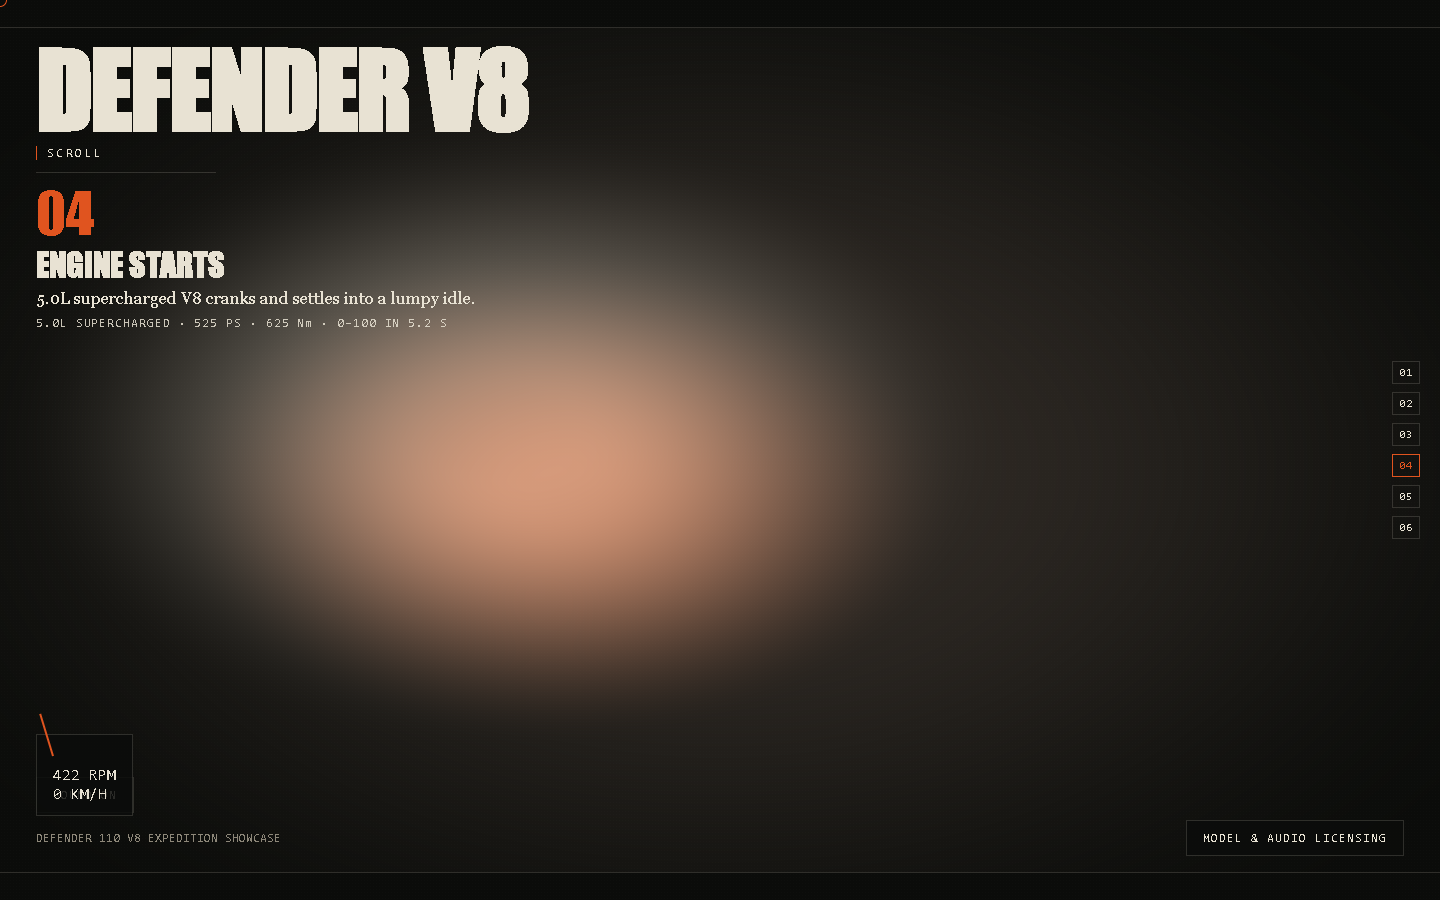 DEFENDER V8
SCROLL
04
ENGINE STARTS
5.0L supercharged V8 cranks and settles into a lumpy idle.
5.0L SUPERCHARGED · 525 PS · 625 Nm · 0–100 IN 5.2 S
01
02
03
04
05
06
422 RPM
0 KM/H
DEFENDER 110 V8 EXPEDITION SHOWCASE
MODEL & AUDIO LICENSING